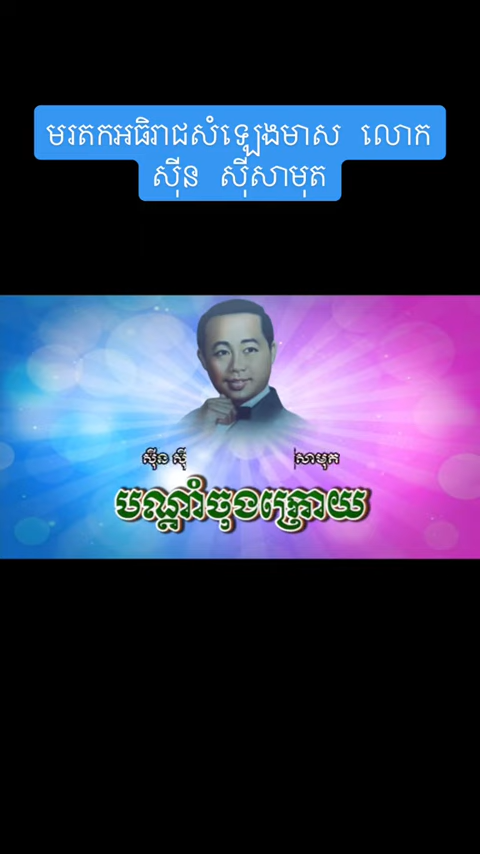 មរតកអធិរាជសំឡេងមាស លោក
ស៊ីន ស៊ីសាមុត
ស៊ីន ស៊ី សាមុត
បណ្ដាំចុងក្រោយ